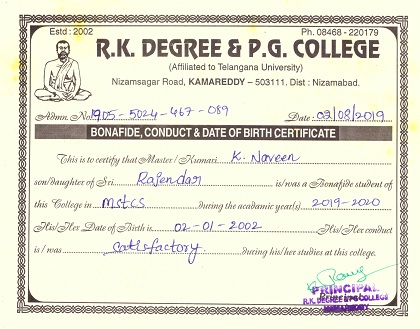 Estd : 2002 Ph. 08468 - 220179
R.K. DEGREE & P.G. COLLEGE
(Affiliated to Telangana University)
Nizamsagar Road, KAMAREDDY – 503111. Dist : Nizamabad.
Admn. No. 1905-5024-467-089 Date : 02/08/2019
BONAFIDE, CONDUCT & DATE OF BIRTH CERTIFICATE
This is to certify that Master / Kumari K. Naveen
son/daughter of Sri Rajendar is/was a Bonafide student of
this College in MStCS during the academic year(s) 2019-2020
His/Her Date of Birth is 02-01-2002 His/Her conduct
is / was satisfactory during his/her studies at this college.
PRINCIPAL
R.K. DEGREE & P.G. COLLEGE
KAMAREDDY